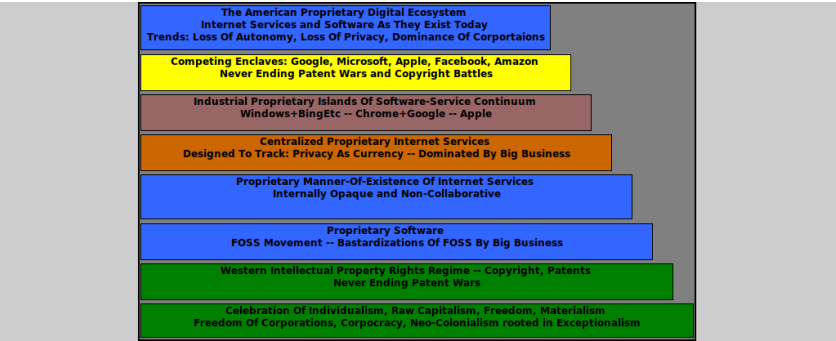 The American Proprietary Digital Ecosystem
Internet Services and Software As They Exist Today
Trends: Loss Of Autonomy, Loss Of Privacy, Dominance Of Corportaions
Competing Enclaves: Google, Microsoft, Apple, Facebook, Amazon
Never Ending Patent Wars and Copyright Battles
Industrial Proprietary Islands Of Software-Service Continuum
Windows+BingEtc -- Chrome+Google -- Apple
Centralized Proprietary Internet Services
Designed To Track: Privacy As Currency -- Dominated By Big Business
Proprietary Manner-Of-Existence Of Internet Services
Internally Opaque and Non-Collaborative
Proprietary Software
FOSS Movement -- Bastardizations Of FOSS By Big Business
Western Intellectual Property Rights Regime -- Copyright, Patents
Never Ending Patent Wars
Celebration Of Individualism, Raw Capitalism, Freedom, Materialism
Freedom Of Corporations, Corpocracy, Neo-Colonialism rooted in Exceptionalism